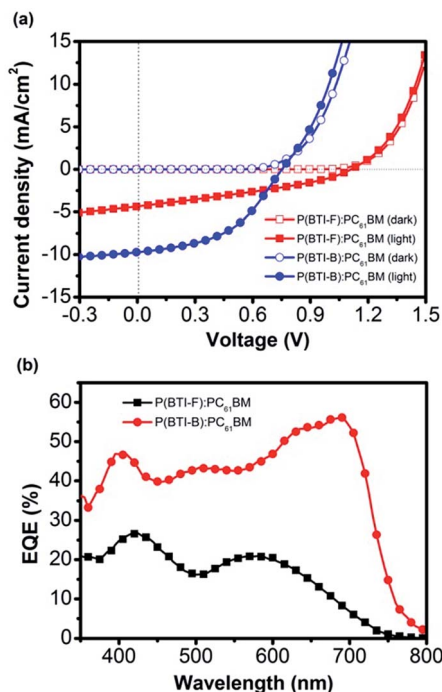 (a)
Current density (mA/cm²)
15
10
5
0
-5
-10
-15
P(BTI-F):PC₆₁BM (dark)
P(BTI-F):PC₆₁BM (light)
P(BTI-B):PC₆₁BM (dark)
P(BTI-B):PC₆₁BM (light)
-0.3 0.0 0.3 0.6 0.9 1.2 1.5
Voltage (V)
(b)
EQE (%)
60
50
40
30
20
10
0
P(BTI-F):PC₆₁BM
P(BTI-B):PC₆₁BM
400 500 600 700 800
Wavelength (nm)